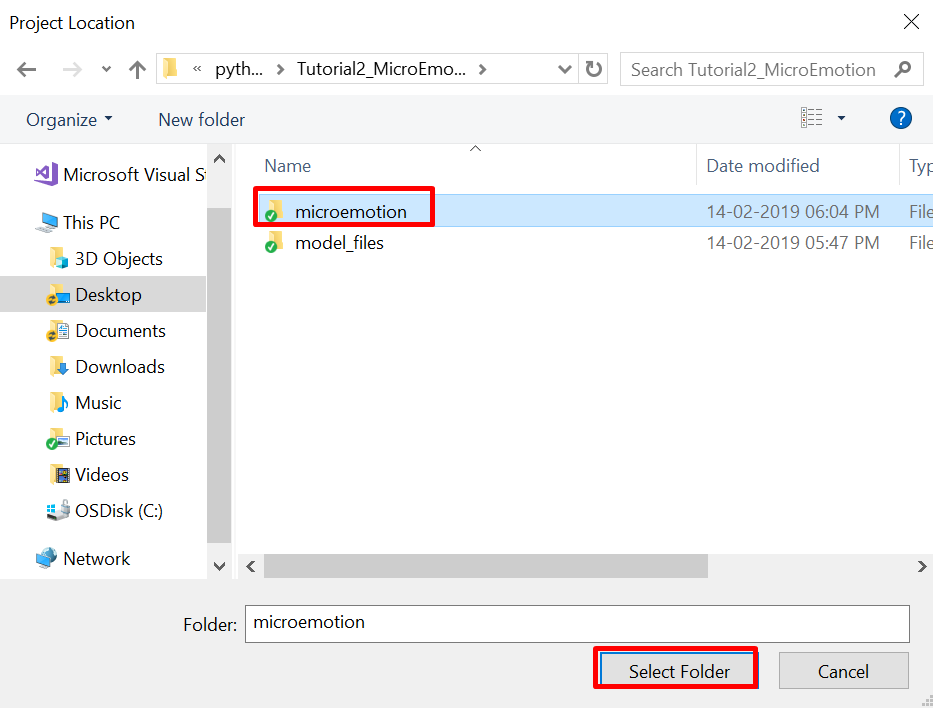 Project Location
« pyth... > Tutorial2_MicroEmo... >
Search Tutorial2_MicroEmotion
Organize
New folder
?
Name
Date modified
Typ
Microsoft Visual S
This PC
3D Objects
Desktop
Documents
Downloads
Music
Pictures
Videos
OSDisk (C:)
Network
microemotion
14-02-2019 06:04 PM
File
model_files
14-02-2019 05:47 PM
File
Folder:
microemotion
Select Folder
Cancel